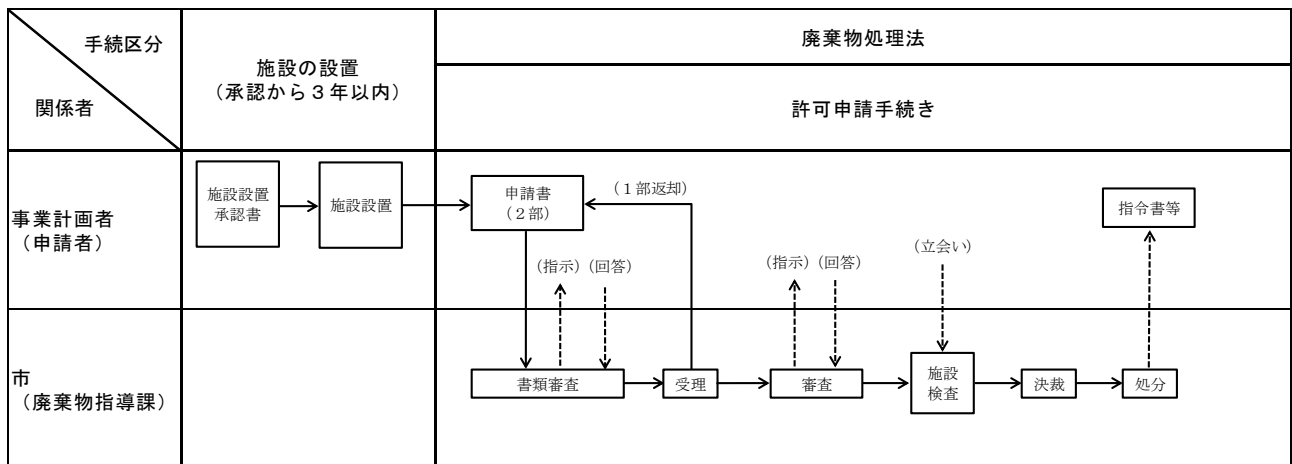 手続区分
関係者
施設の設置
（承認から３年以内）
廃棄物処理法
許可申請手続き
事業計画者
（申請者）
施設設置
承認書
施設設置
申請書
（２部）
（１部返却）
（指示）（回答）
（指示）（回答）
（立会い）
指令書等
市
（廃棄物指導課）
書類審査
受理
審査
施設
検査
決裁
処分